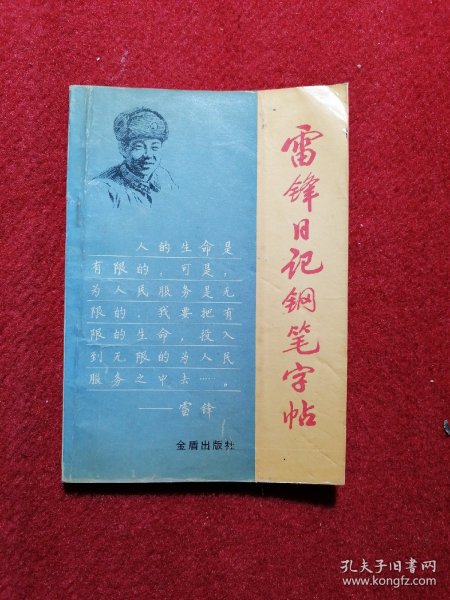 雷锋日记钢笔字帖
人的生命是
有限的，可是，
为人民服务是无
限的．我要把有
限的生命，投入
到无限的为人民
服务之中去……。
——雷锋
金盾出版社
孔夫子旧书网
www.kongfz.com